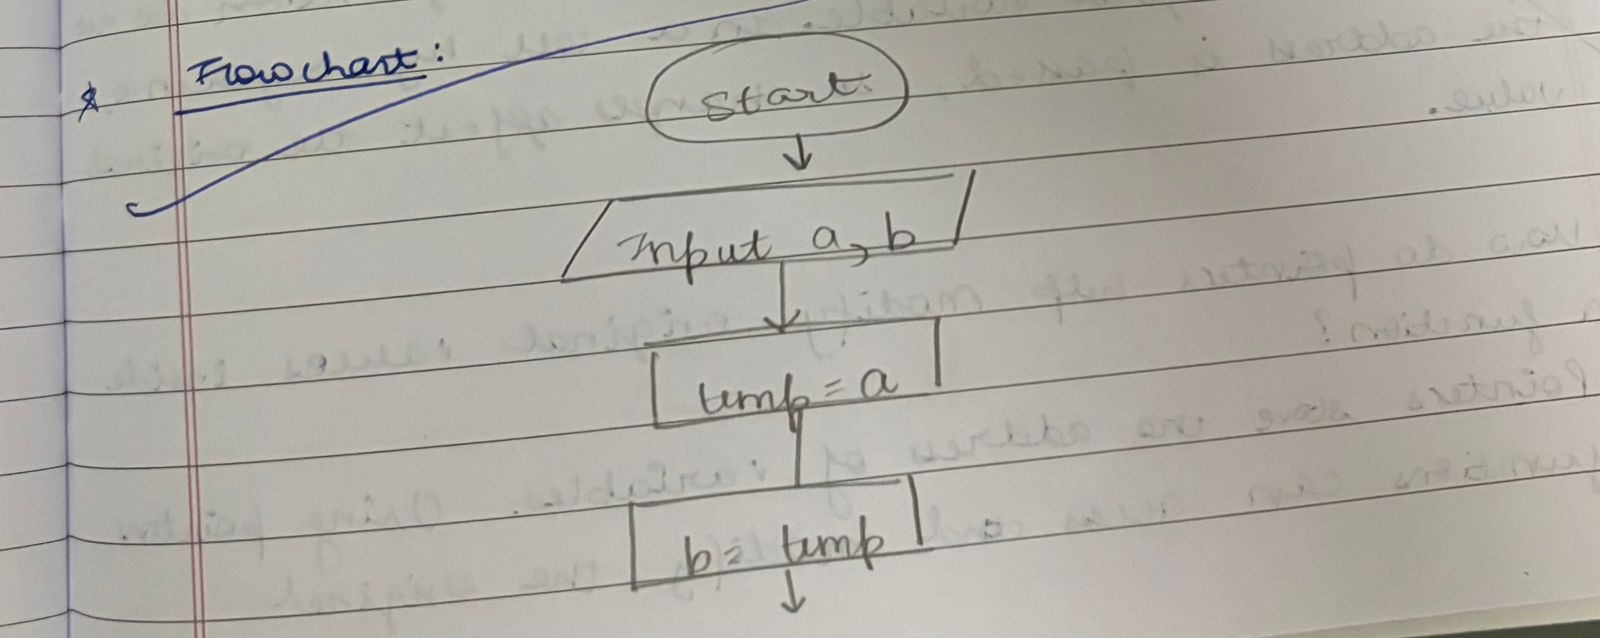 * Flowchart:
Start
Input a, b
temp = a
b = temp